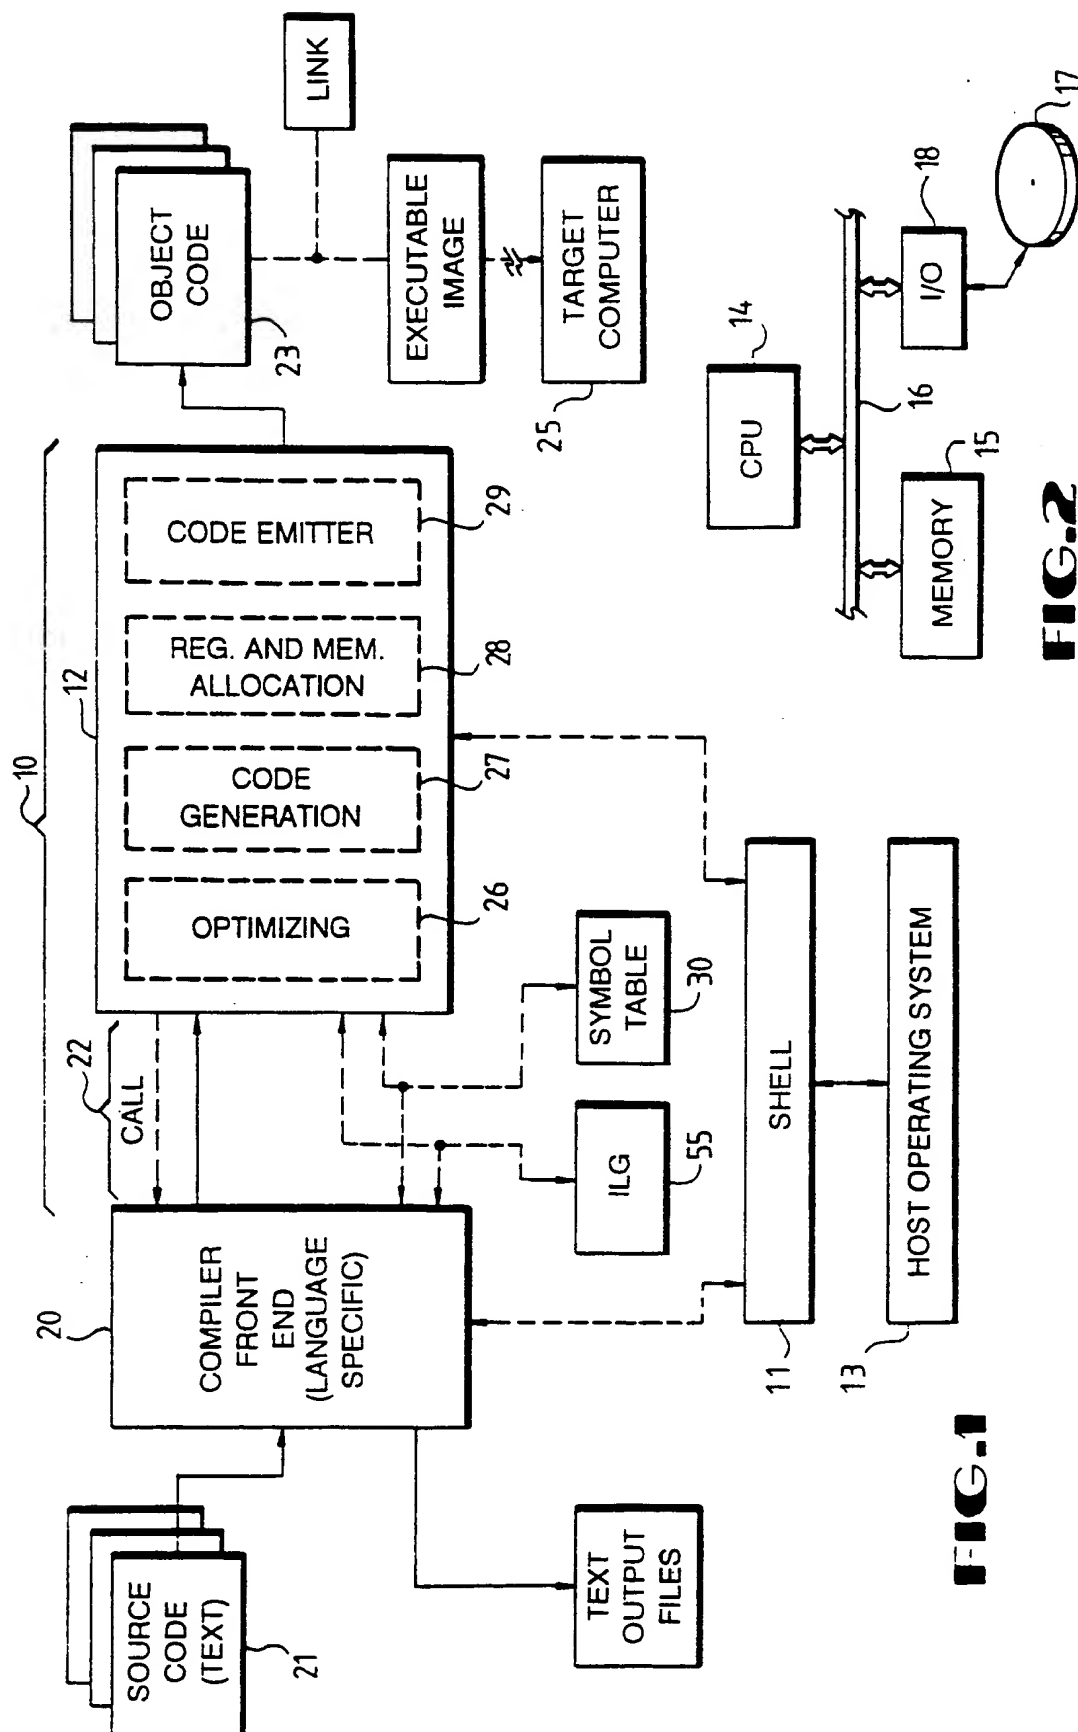 10
12
22
CALL
20
COMPILER
FRONT
END
(LANGUAGE
SPECIFIC)
SOURCE
CODE
(TEXT)
21
OPTIMIZING
26
CODE
GENERATION
27
REG. AND MEM.
ALLOCATION
28
CODE EMITTER
29
OBJECT
CODE
23
LINK
EXECUTABLE
IMAGE
TARGET
COMPUTER
25
TEXT
OUTPUT
FILES
ILG
55
SYMBOL
TABLE
30
SHELL
11
HOST OPERATING SYSTEM
13
FIG.1
CPU
14
MEMORY
15
16
I/O
18
17
FIG.2